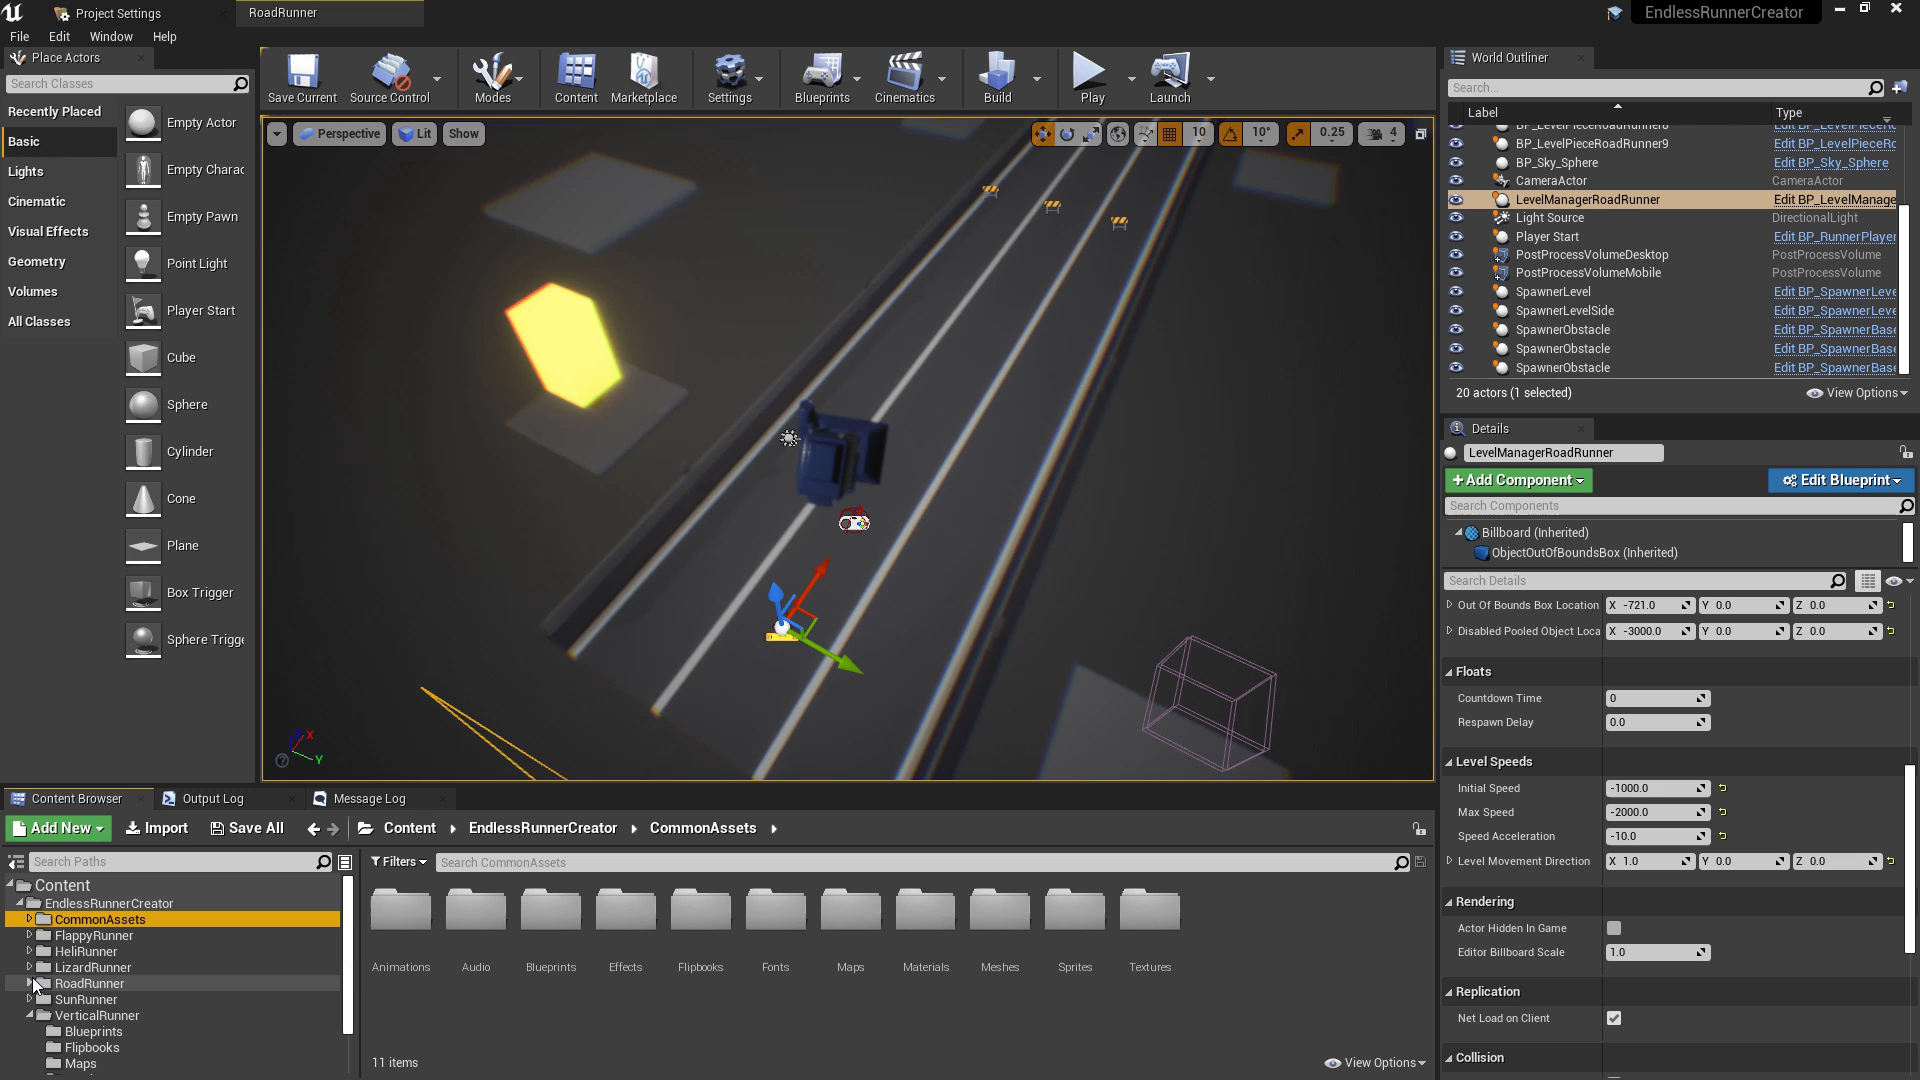 Project Settings
RoadRunner
EndlessRunnerCreator
File Edit Window Help
Place Actors
Search Classes
Recently Placed
Basic
Lights
Cinematic
Visual Effects
Geometry
Volumes
All Classes
Empty Actor
Empty Charac
Empty Pawn
Point Light
Player Start
Cube
Sphere
Cylinder
Cone
Plane
Box Trigger
Sphere Trigge
Save Current
Source Control
Modes
Content
Marketplace
Settings
Blueprints
Cinematics
Build
Play
Launch
Perspective
Lit
Show
10
10°
0.25
4
X
Y
World Outliner
Search...
Label Type
BP_LevelPieceRoadRunner8 Edit BP_LevelPieceRo
BP_LevelPieceRoadRunner9 Edit BP_LevelPieceRo
BP_Sky_Sphere Edit BP_Sky_Sphere
CameraActor CameraActor
LevelManagerRoadRunner Edit BP_LevelManage
Light Source DirectionalLight
Player Start Edit BP_RunnerPlayer
PostProcessVolumeDesktop PostProcessVolume
PostProcessVolumeMobile PostProcessVolume
SpawnerLevel Edit BP_SpawnerLeve
SpawnerLevelSide Edit BP_SpawnerLeve
SpawnerObstacle Edit BP_SpawnerBase
SpawnerObstacle Edit BP_SpawnerBase
SpawnerObstacle Edit BP_SpawnerBase
20 actors (1 selected)
View Options
Details
LevelManagerRoadRunner
+Add Component
Edit Blueprint
Search Components
Billboard (Inherited)
ObjectOutOfBoundsBox (Inherited)
Search Details
Out Of Bounds Box Location X -721.0 Y 0.0 Z 0.0
Disabled Pooled Object Loca X -3000.0 Y 0.0 Z 0.0
Floats
Countdown Time 0
Respawn Delay 0.0
Level Speeds
Initial Speed -1000.0
Max Speed -2000.0
Speed Acceleration -10.0
Level Movement Direction X 1.0 Y 0.0 Z 0.0
Rendering
Actor Hidden In Game
Editor Billboard Scale 1.0
Replication
Net Load on Client
Collision
Content Browser
Output Log
Message Log
Add New
Import
Save All
Content
EndlessRunnerCreator
CommonAssets
Search Paths
Filters
Search CommonAssets
Content
EndlessRunnerCreator
CommonAssets
FlappyRunner
HeliRunner
LizardRunner
RoadRunner
SunRunner
VerticalRunner
Blueprints
Flipbooks
Maps
Animations
Audio
Blueprints
Effects
Flipbooks
Fonts
Maps
Materials
Meshes
Sprites
Textures
11 items
View Options